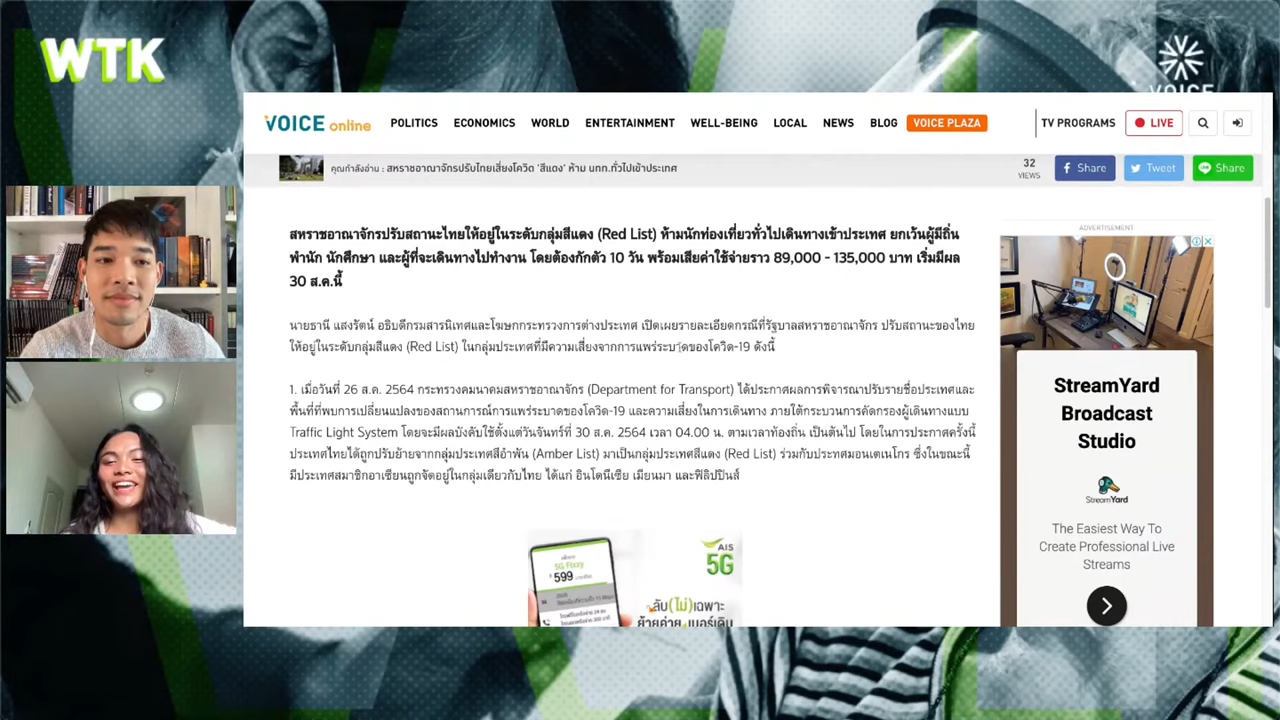 WTK
VOICE
VOICE online
POLITICS ECONOMICS WORLD ENTERTAINMENT WELL-BEING LOCAL NEWS BLOG VOICE PLAZA
TV PROGRAMS LIVE
คุณกำลังอ่าน : สหราชอาณาจักรปรับไทยเสี่ยงโควิด 'สีแดง' ห้าม นทท.ทั่วไปเข้าประเทศ
32
VIEWS
Share
Tweet
Share
สหราชอาณาจักรปรับสถานะไทยให้อยู่ในระดับกลุ่มสีแดง (Red List) ห้ามนักท่องเที่ยวทั่วไปเดินทางเข้าประเทศ ยกเว้นผู้มีถิ่น
พำนัก นักศึกษา และผู้ที่จะเดินทางไปทำงาน โดยต้องกักตัว 10 วัน พร้อมเสียค่าใช้จ่ายราว 89,000 - 135,000 บาท เริ่มมีผล
30 ส.ค.นี้
นายธานี แสงรัตน์ อธิบดีกรมสารนิเทศและโฆษกกระทรวงการต่างประเทศ เปิดเผยรายละเอียดกรณีที่รัฐบาลสหราชอาณาจักร ปรับสถานะของไทย
ให้อยู่ในระดับกลุ่มสีแดง (Red List) ในกลุ่มประเทศที่มีความเสี่ยงจากการแพร่ระบาดของโควิด-19 ดังนี้
1. เมื่อวันที่ 26 ส.ค. 2564 กระทรวงคมนาคมสหราชอาณาจักร (Department for Transport) ได้ประกาศผลการพิจารณาปรับรายชื่อประเทศและ
พื้นที่ที่พบการเปลี่ยนแปลงของสถานการณ์การแพร่ระบาดของโควิด-19 และความเสี่ยงในการเดินทาง ภายใต้กระบวนการคัดกรองผู้เดินทางแบบ
Traffic Light System โดยจะมีผลบังคับใช้ตั้งแต่วันจันทร์ที่ 30 ส.ค. 2564 เวลา 04.00 น. ตามเวลาท้องถิ่น เป็นต้นไป โดยในการประกาศครั้งนี้
ประเทศไทยได้ถูกปรับย้ายจากกลุ่มประเทศสีอำพัน (Amber List) มาเป็นกลุ่มประเทศสีแดง (Red List) ร่วมกับประเทศมอนเตเนโกร ซึ่งในขณะนี้
มีประเทศสมาชิกอาเซียนถูกจัดอยู่ในกลุ่มเดียวกับไทย ได้แก่ อินโดนีเซีย เมียนมา และฟิลิปปินส์
ADVERTISEMENT
StreamYard
Broadcast
Studio
StreamYard
The Easiest Way To
Create Professional Live
Streams
5G
599
AIS
5G
ลับ(ไม่)เฉพาะ
ย้ายค่ายเบอร์เดิม